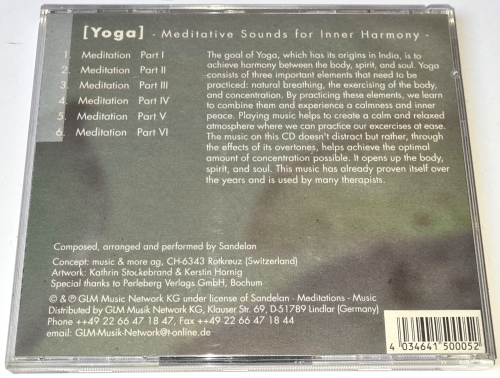 [Yoga] - Meditative Sounds for Inner Harmony -
1. Meditation Part I
2. Meditation Part II
3. Meditation Part III
4. Meditation Part IV
5. Meditation Part V
6. Meditation Part VI
The goal of Yoga, which has its origins in India, is to
achieve harmony between the body, spirit, and soul. Yoga
consists of three important elements that need to be
practiced: natural breathing, the exercising of the body,
and concentration. By practicing these elements, we learn
to combine them and experience a calmness and inner
peace. Playing music helps to create a calm and relaxed
atmosphere where we can practice our excercises at ease.
The music on this CD doesn't distract but rather, through
the effects of its overtones, helps achieve the optimal
amount of concentration possible. It opens up the body,
spirit, and soul. This music has already proven itself over
the years and is used by many therapists.
Composed, arranged and performed by Sandelan
Concept: music & more ag, CH-6343 Rotkreuz (Switzerland)
Artwork: Kathrin Stockebrand & Kerstin Hornig
Special thanks to Perleberg Verlags GmbH, Bochum
© & ℗ GLM Music Network KG under license of Sandelan - Meditations - Music
Distributed by GLM Music Network KG, Klauser Str. 69, D-51789 Lindlar (Germany)
Phone ++49 22 66 47 18 47, Fax ++49 22 66 47 18 44
email: GLM-Musik-Network@t-online.de
4 034641 500052